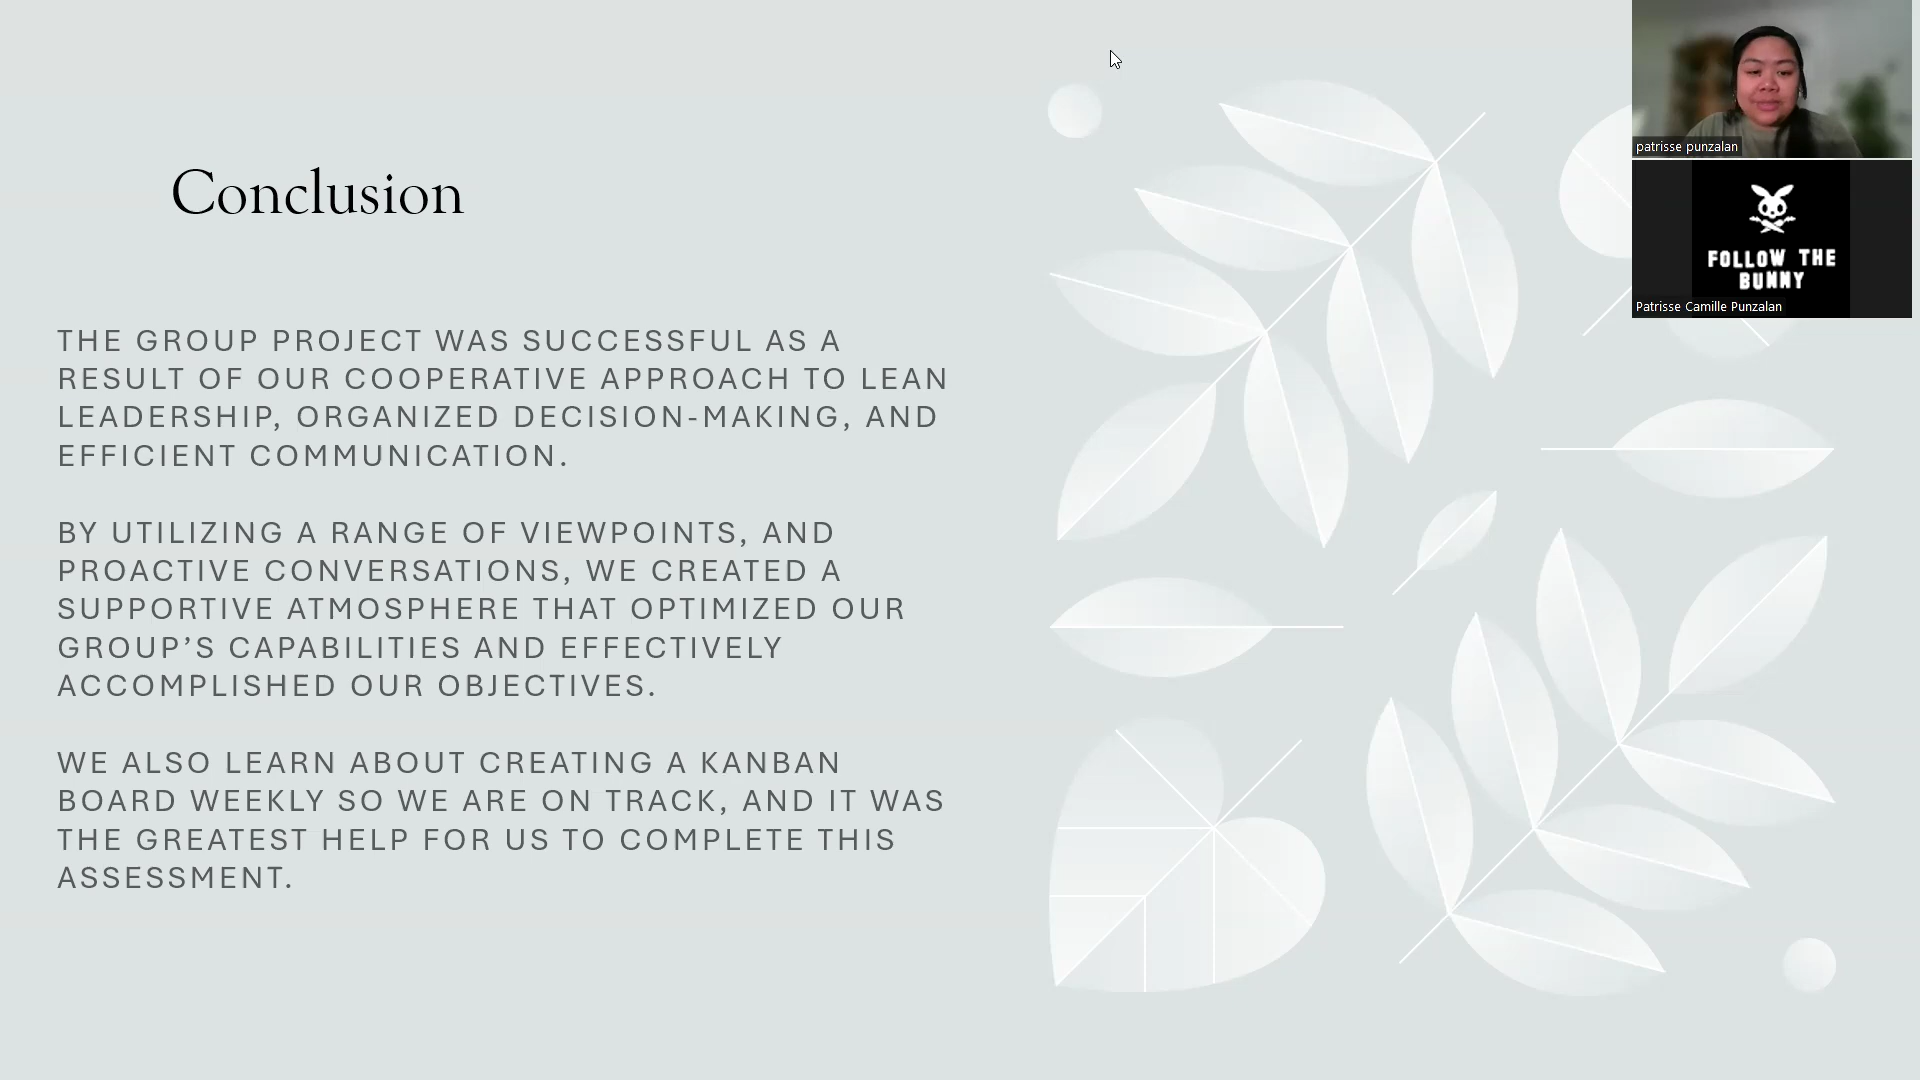 Conclusion
THE GROUP PROJECT WAS SUCCESSFUL AS A
RESULT OF OUR COOPERATIVE APPROACH TO LEAN
LEADERSHIP, ORGANIZED DECISION-MAKING, AND
EFFICIENT COMMUNICATION.
BY UTILIZING A RANGE OF VIEWPOINTS, AND
PROACTIVE CONVERSATIONS, WE CREATED A
SUPPORTIVE ATMOSPHERE THAT OPTIMIZED OUR
GROUP’S CAPABILITIES AND EFFECTIVELY
ACCOMPLISHED OUR OBJECTIVES.
WE ALSO LEARN ABOUT CREATING A KANBAN
BOARD WEEKLY SO WE ARE ON TRACK, AND IT WAS
THE GREATEST HELP FOR US TO COMPLETE THIS
ASSESSMENT.
patrisse punzalan
FOLLOW THE
BUNNY
Patrisse Camille Punzalan